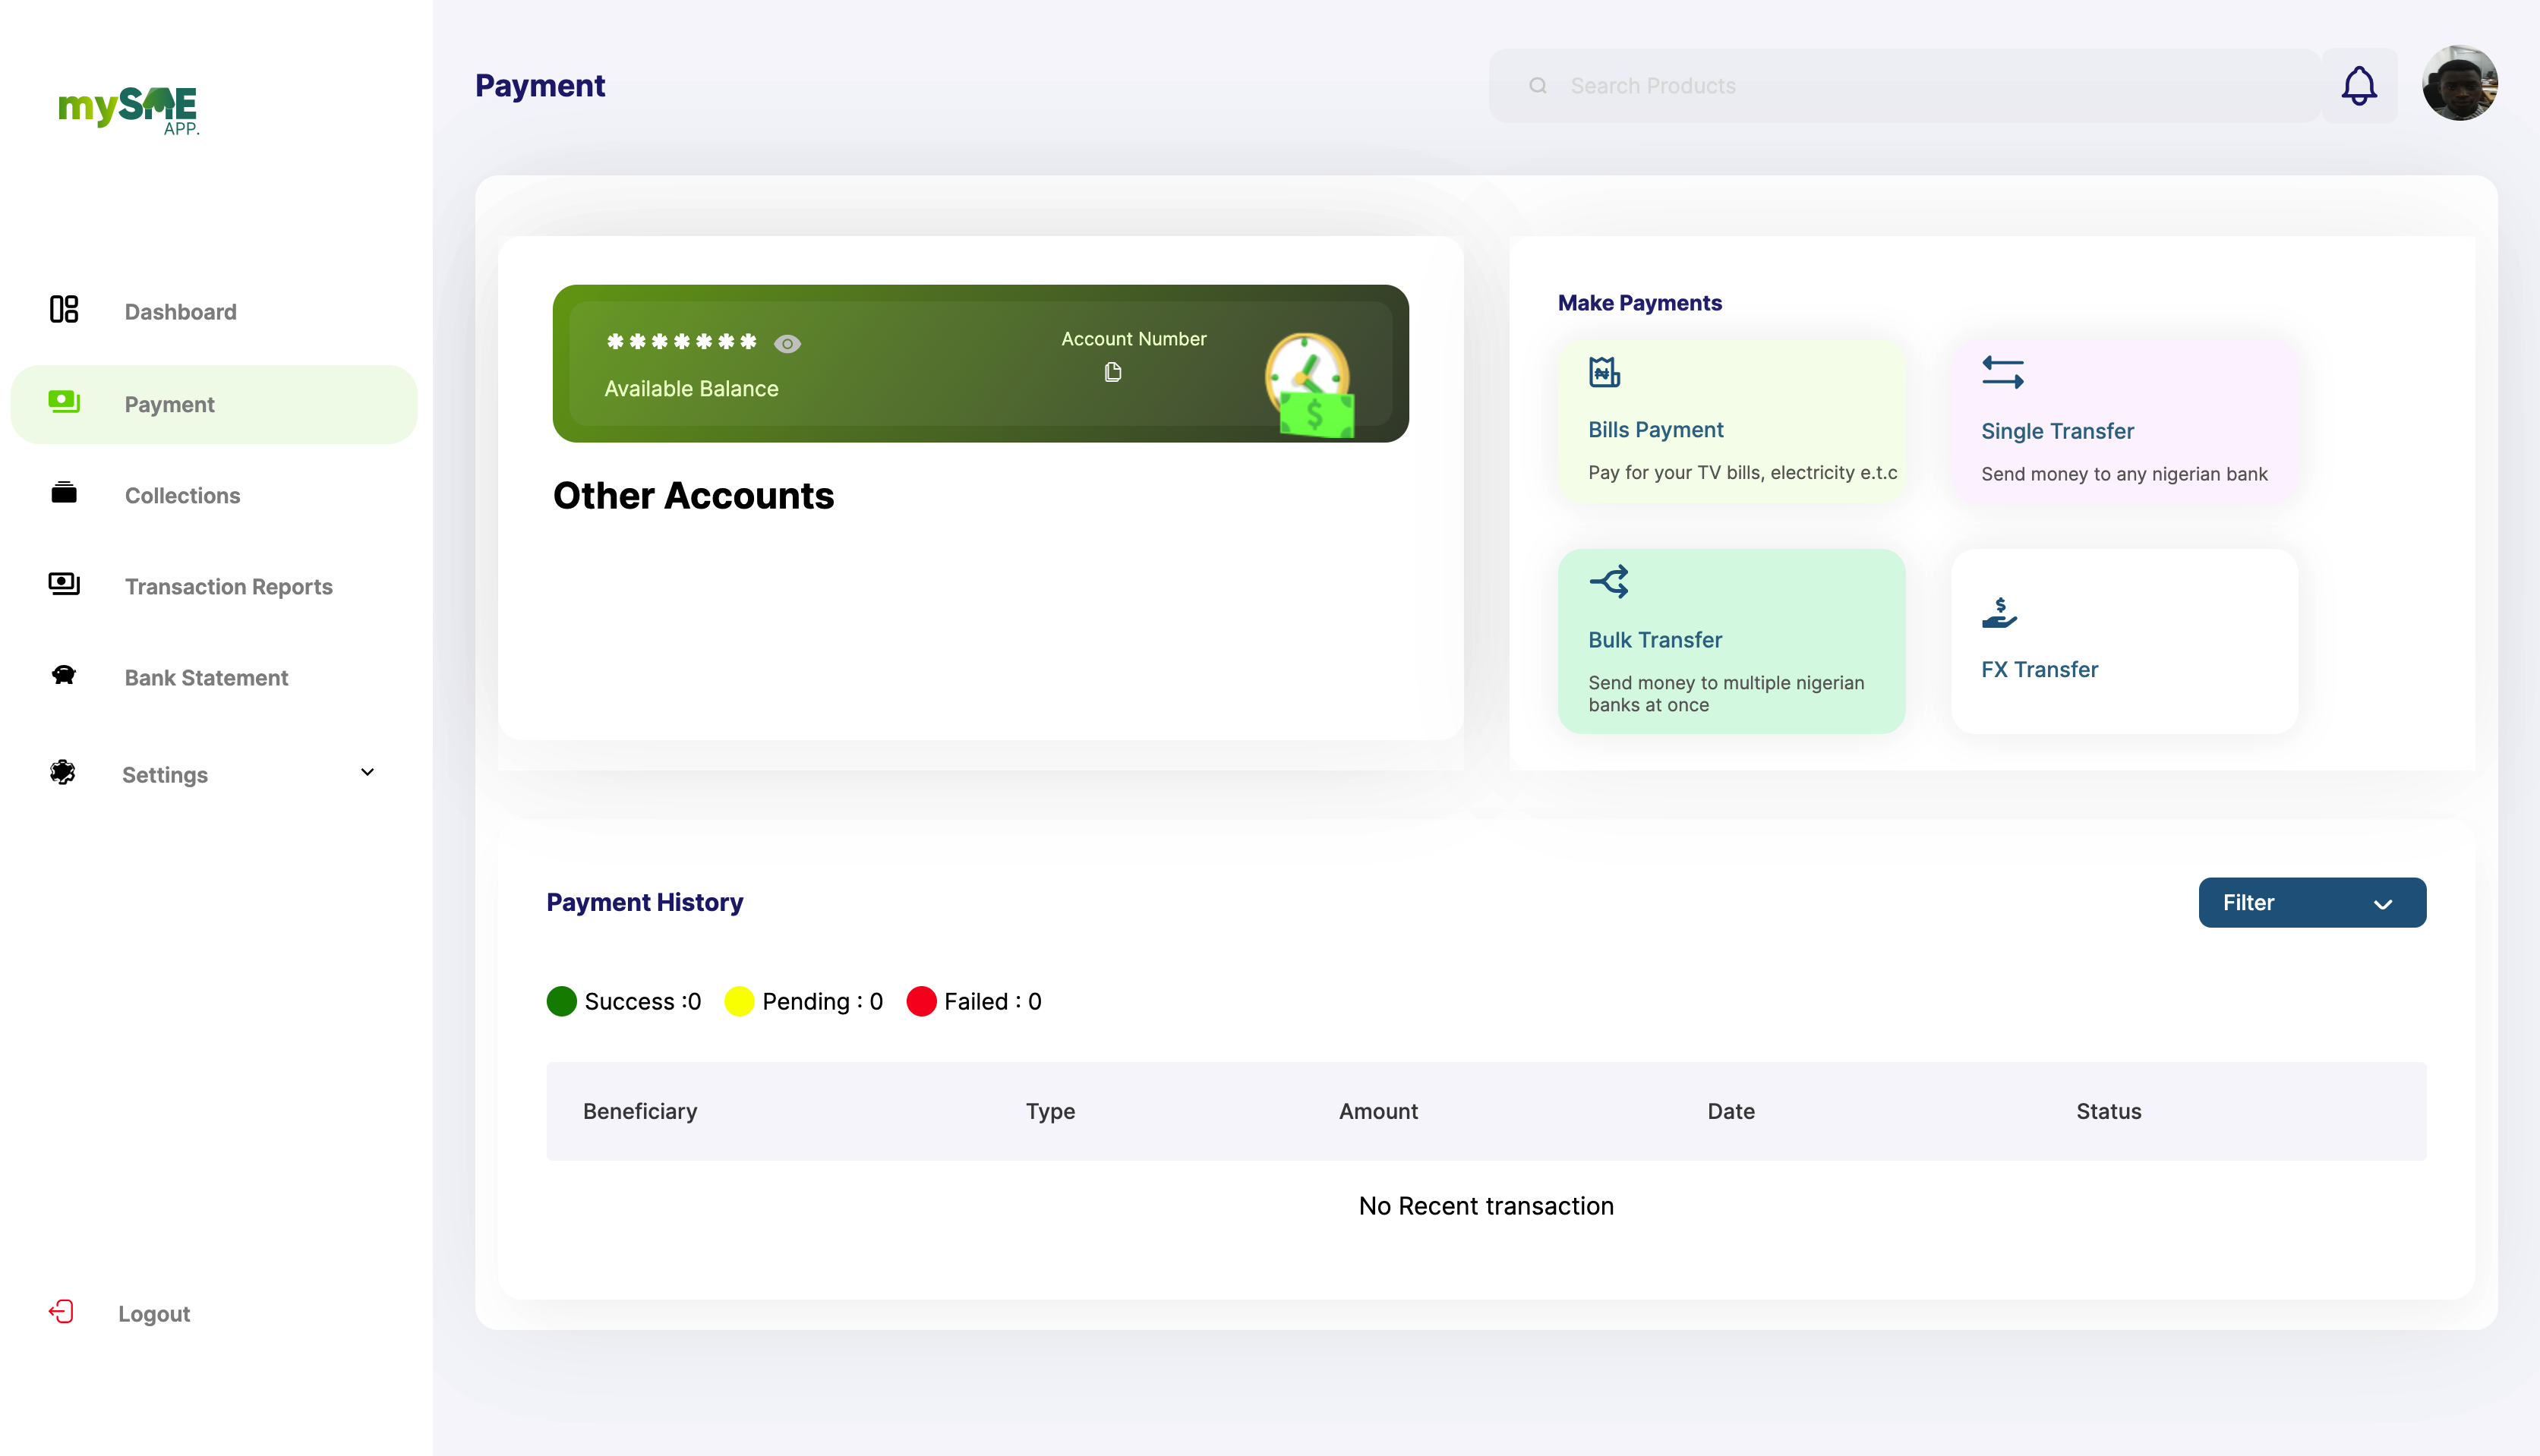 mySME
APP.
Dashboard
Payment
Collections
Transaction Reports
Bank Statement
Settings
Logout
Payment
Search Products
*******
Available Balance
Account Number
$
Other Accounts
Make Payments
₦
Bills Payment
Pay for your TV bills, electricity e.t.c
Single Transfer
Send money to any nigerian bank
Bulk Transfer
Send money to multiple nigerian
banks at once
$
FX Transfer
Payment History
Filter
Success :0 Pending : 0 Failed : 0
Beneficiary Type Amount Date Status
No Recent transaction